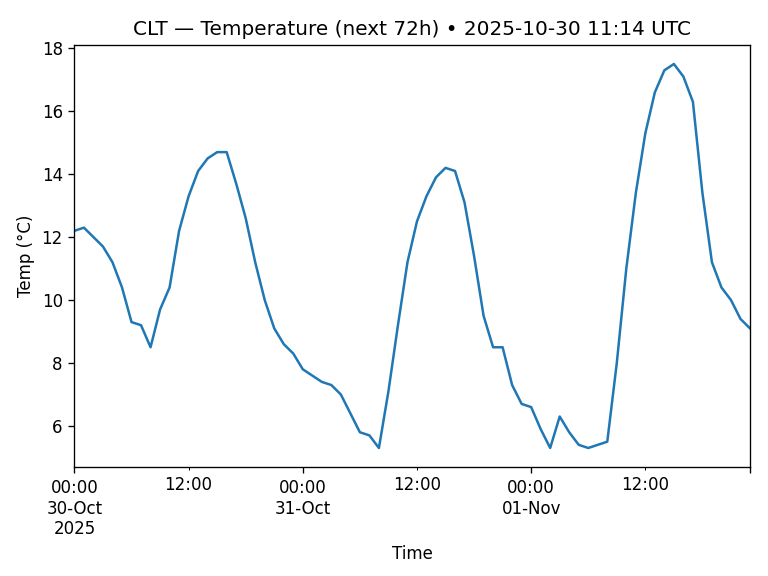 CLT — Temperature (next 72h) • 2025-10-30 11:14 UTC
18
16
14
12
10
8
6
Temp (°C)
00:00 12:00 00:00 12:00 00:00 12:00
30-Oct 31-Oct 01-Nov
2025
Time